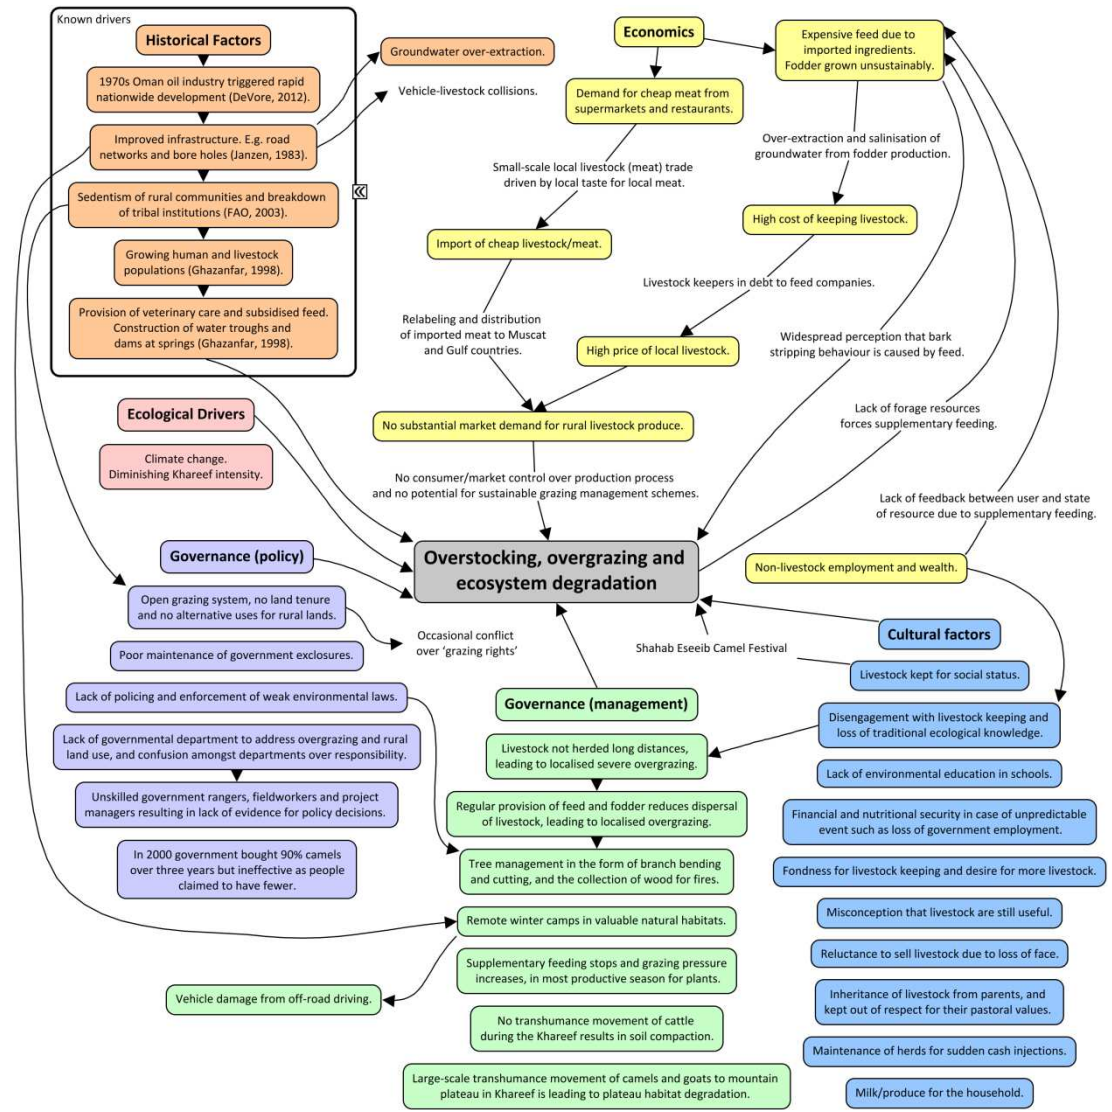 Known drivers
Historical Factors
1970s Oman oil industry triggered rapid
nationwide development (DeVore, 2012).
Improved infrastructure. E.g. road
networks and bore holes (Janzen, 1983).
Sedentism of rural communities and breakdown
of tribal institutions (FAO, 2003).
Growing human and livestock
populations (Ghazanfar, 1998).
Provision of veterinary care and subsidised feed.
Construction of water troughs and
dams at springs (Ghazanfar, 1998).
Groundwater over-extraction.
Vehicle-livestock collisions.
Economics
Expensive feed due to
imported ingredients.
Fodder grown unsustainably.
Demand for cheap meat from
supermarkets and restaurants.
Over-extraction and salinisation of
groundwater from fodder production.
Small-scale local livestock (meat) trade
driven by local taste for local meat.
High cost of keeping livestock.
Import of cheap livestock/meat.
Livestock keepers in debt to feed companies.
Relabeling and distribution
of imported meat to Muscat
and Gulf countries.
High price of local livestock.
Widespread perception that bark
stripping behaviour is caused by feed.
No substantial market demand for rural livestock produce.
Lack of forage resources
forces supplementary feeding.
No consumer/market control over production process
and no potential for sustainable grazing management schemes.
Lack of feedback between user and state
of resource due to supplementary feeding.
Non-livestock employment and wealth.
Ecological Drivers
Climate change.
Diminishing Khareef intensity.
Overstocking, overgrazing and
ecosystem degradation
Governance (policy)
Open grazing system, no land tenure
and no alternative uses for rural lands.
Occasional conflict
over ‘grazing rights’
Poor maintenance of government exclosures.
Lack of policing and enforcement of weak environmental laws.
Lack of governmental department to address overgrazing and rural
land use, and confusion amongst departments over responsibility.
Unskilled government rangers, fieldworkers and project
managers resulting in lack of evidence for policy decisions.
In 2000 government bought 90% camels
over three years but ineffective as people
claimed to have fewer.
Vehicle damage from off-road driving.
Governance (management)
Livestock not herded long distances,
leading to localised severe overgrazing.
Regular provision of feed and fodder reduces dispersal
of livestock, leading to localised overgrazing.
Tree management in the form of branch bending
and cutting, and the collection of wood for fires.
Remote winter camps in valuable natural habitats.
Supplementary feeding stops and grazing pressure
increases, in most productive season for plants.
No transhumance movement of cattle
during the Khareef results in soil compaction.
Large-scale transhumance movement of camels and goats to mountain
plateau in Khareef is leading to plateau habitat degradation.
Cultural factors
Shahab Eseeib Camel Festival
Livestock kept for social status.
Disengagement with livestock keeping and
loss of traditional ecological knowledge.
Lack of environmental education in schools.
Financial and nutritional security in case of unpredictable
event such as loss of government employment.
Fondness for livestock keeping and desire for more livestock.
Misconception that livestock are still useful.
Reluctance to sell livestock due to loss of face.
Inheritance of livestock from parents, and
kept out of respect for their pastoral values.
Maintenance of herds for sudden cash injections.
Milk/produce for the household.